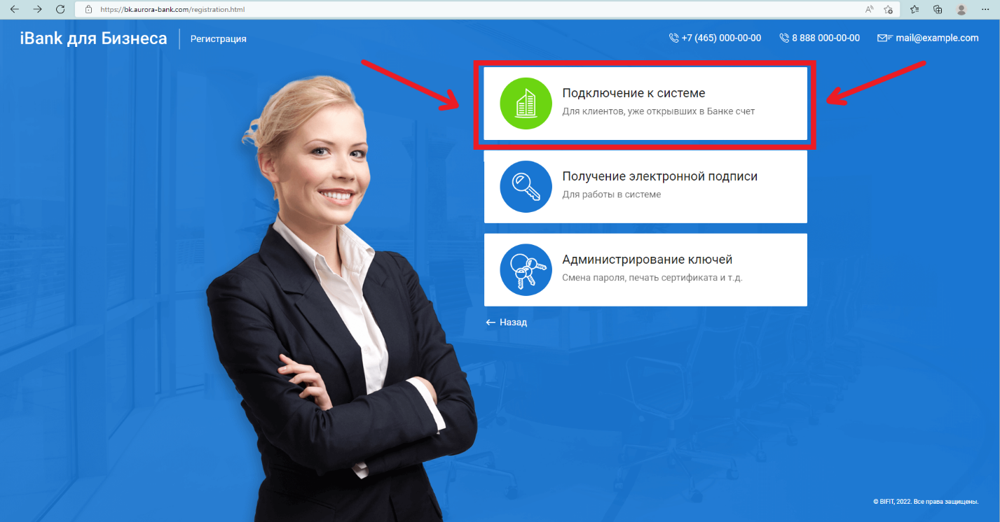 https://bk.aurora-bank.com/registration.html
iBank для Бизнеса
Регистрация
+7 (465) 000-00-00
8 888 000-00-00
mail@example.com
Подключение к системе
Для клиентов, уже открывших в Банке счет
Получение электронной подписи
Для работы в системе
Администрирование ключей
Смена пароля, печать сертификата и т.д.
← Назад
© BIFIT, 2022. Все права защищены.